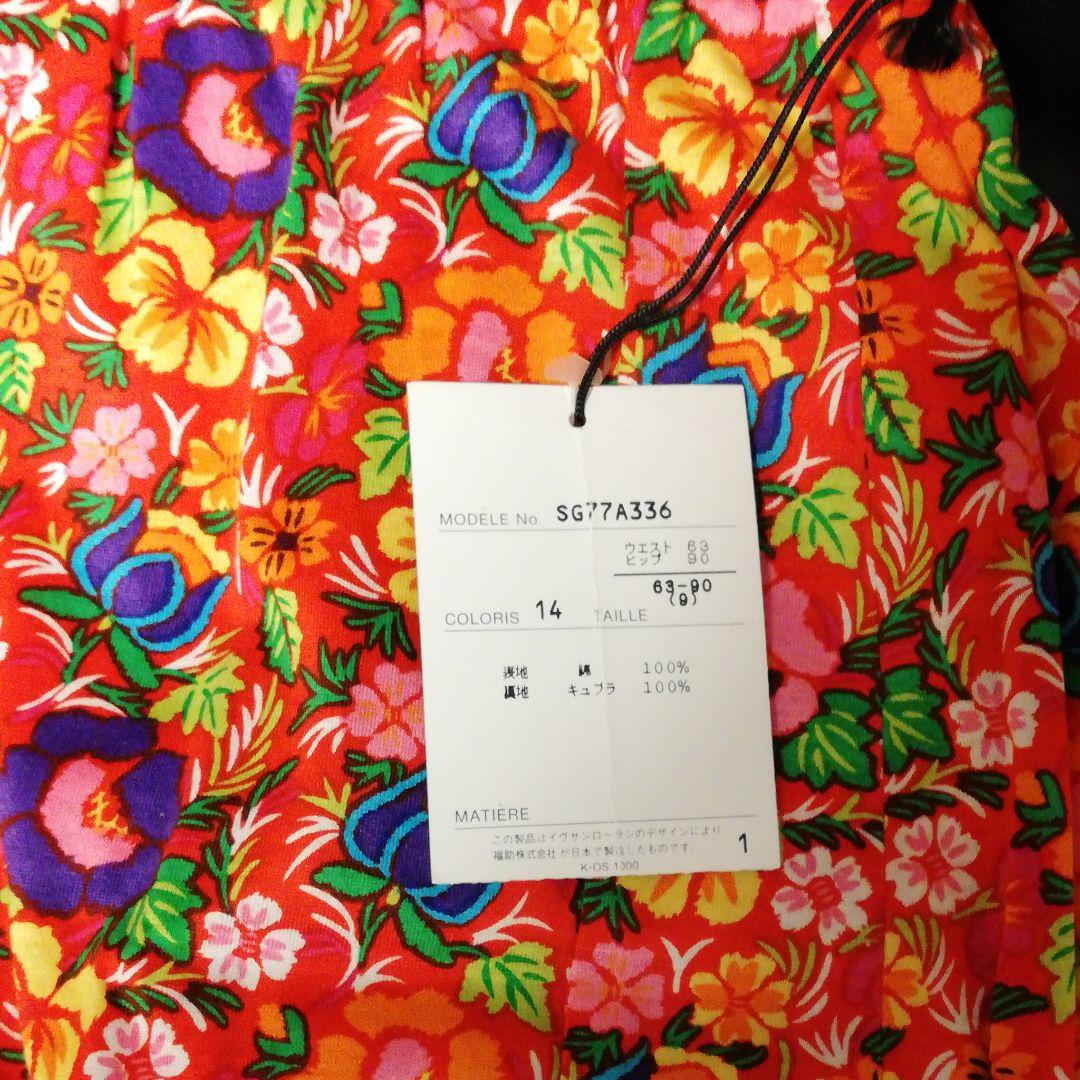 MODÈLE No. SG77A336
ウエスト 63
ヒップ 90
63-90
(9)
COLORIS 14 TAILLE
表地 綿 100%
裏地 キュプラ 100%
MATIÈRE
この製品はイヴサンローランのデザインにより
福助株式会社が日本で製造したものです。
K-OS 1000
1